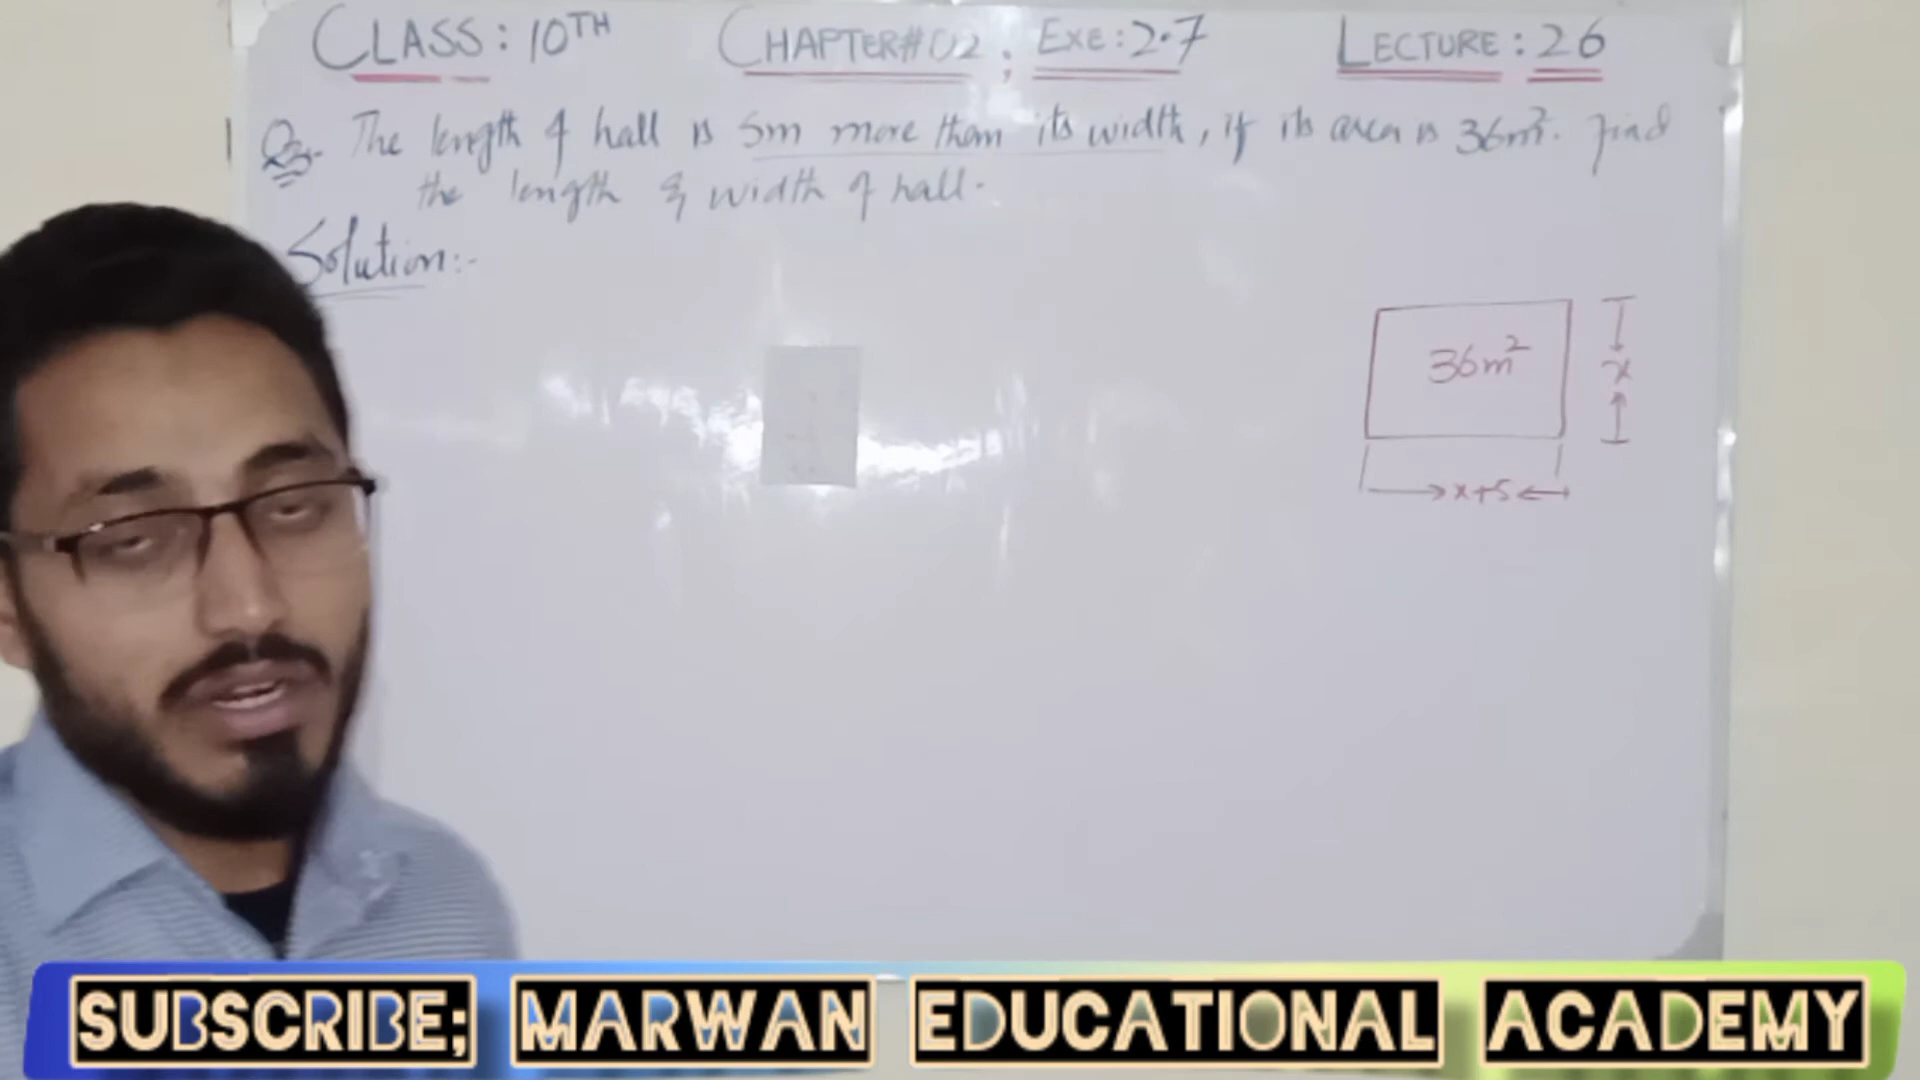 CLASS: 10TH CHAPTER#02; EXE: 2.7 LECTURE: 26
Q3. The length of hall is 5m more than its width, if its area is 36m². find
the length & width of hall.
Solution:-
36m²
x
x+5
SUBSCRIBE; MARWAN EDUCATIONAL ACADEMY